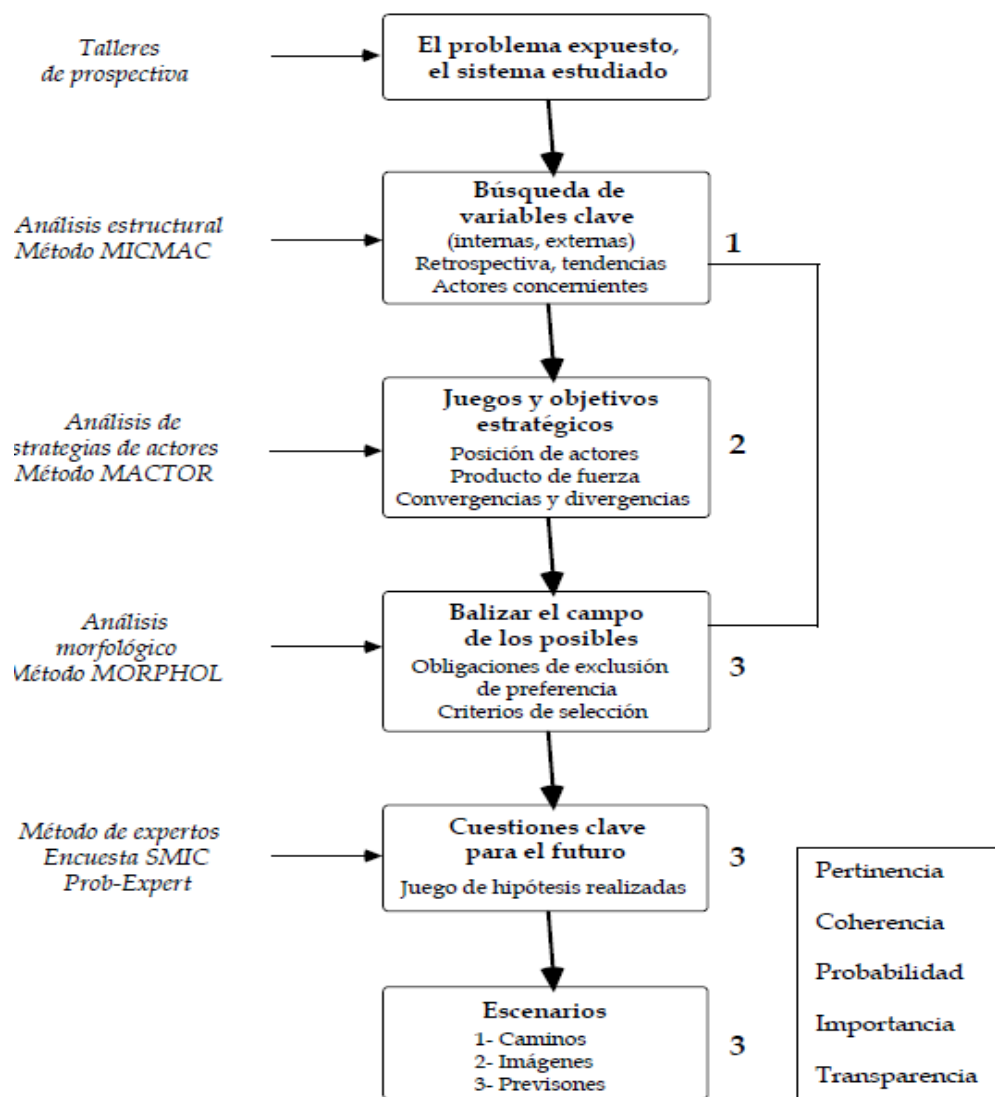 Talleres
de prospectiva
El problema expuesto,
el sistema estudiado
Análisis estructural
Método MICMAC
Búsqueda de
variables clave
(internas, externas)
Retrospectiva, tendencias
Actores concernientes
1
Análisis de
strategias de actores
Método MACTOR
Juegos y objetivos
estratégicos
Posición de actores
Producto de fuerza
Convergencias y divergencias
2
Análisis
morfológico
Método MORPHOL
Balizar el campo
de los posibles
Obligaciones de exclusión
de preferencia
Criterios de selección
3
Método de expertos
Encuesta SMIC
Prob-Expert
Cuestiones clave
para el futuro
Juego de hipótesis realizadas
3
Escenarios
1- Caminos
2- Imágenes
3- Previsones
3
Pertinencia
Coherencia
Probabilidad
Importancia
Transparencia